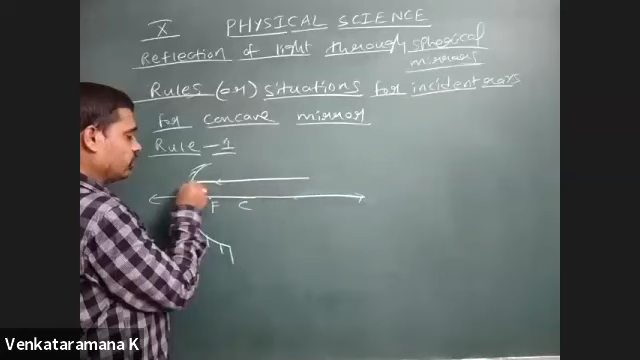 X PHYSICAL SCIENCE
Reflection of light through spherical
mirrors
Rules (or) situations for incident rays
for concave mirror
Rule - 1
F C
Venkataramana K